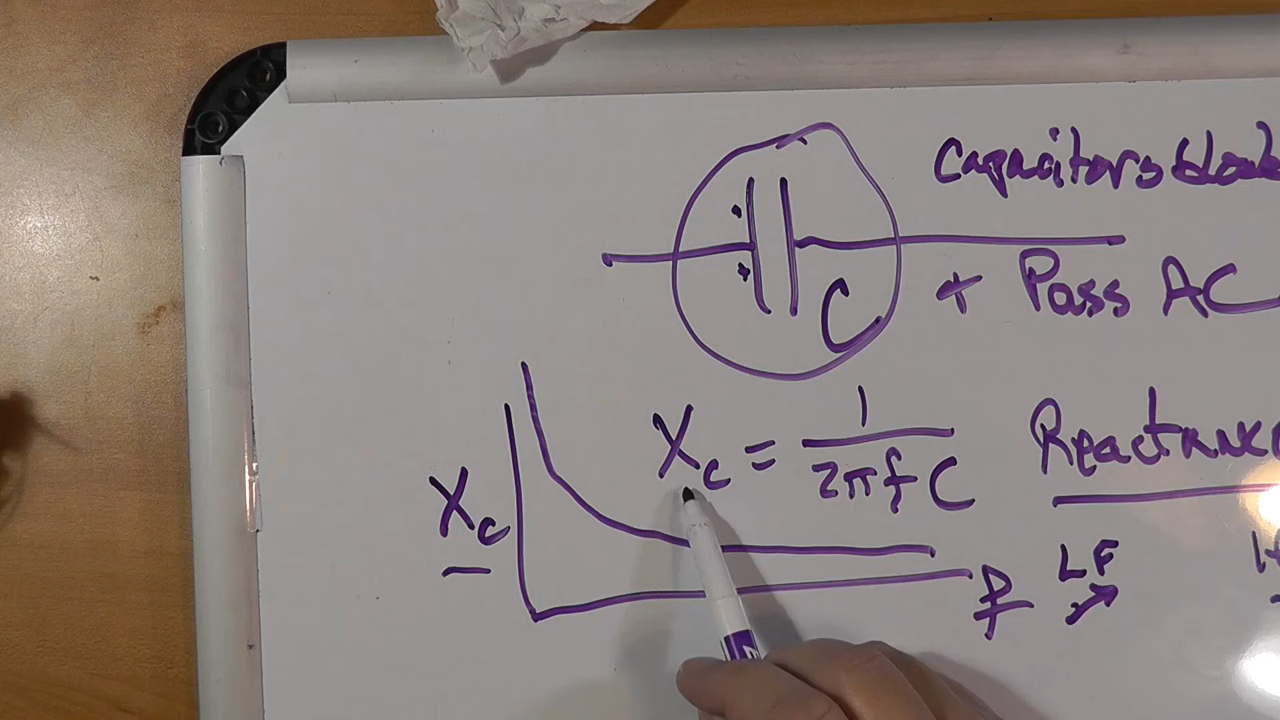 Capacitors block
C
+ Pass AC
Xc = 1 / 2πfC
Reactance
Xc
f
LF